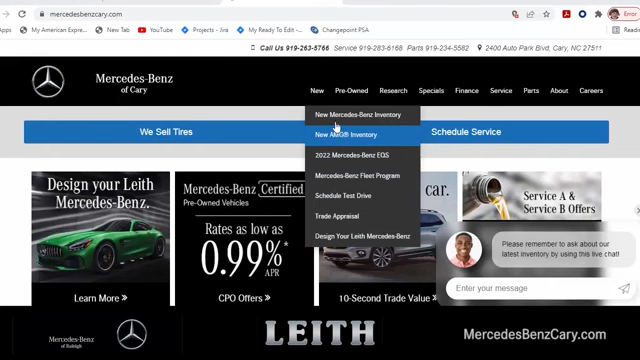 mercedesbenzcary.com
Error
My American Expre...
New Tab
YouTube
Projects - Jira
My Ready To Edit -...
Changepoint PSA
Readin
Call Us 919-263-5766 Service 919-283-6168 Parts 919-234-5582 2400 Auto Park Blvd, Cary, NC 27511
Mercedes-Benz
of Cary
New Pre-Owned Research Specials Finance Service Parts About Careers
New Mercedes-Benz Inventory
New AMG® Inventory
2022 Mercedes-Benz EQS
Mercedes-Benz Fleet Program
Schedule Test Drive
Trade Appraisal
Design Your Leith Mercedes-Benz
We Sell Tires
Schedule Service
Design your Leith
Mercedes-Benz.
Learn More »
Mercedes-Benz Certified
Pre-Owned Vehicles
Rates as low as
0.99%*
APR
CPO Offers »
car.
10-Second Trade Value »
Service A &
Service B Offers
Please remember to ask about our
latest inventory by using this live chat!
Enter your message
Mercedes-Benz
of Raleigh
LEITH
MercedesBenzCary.com